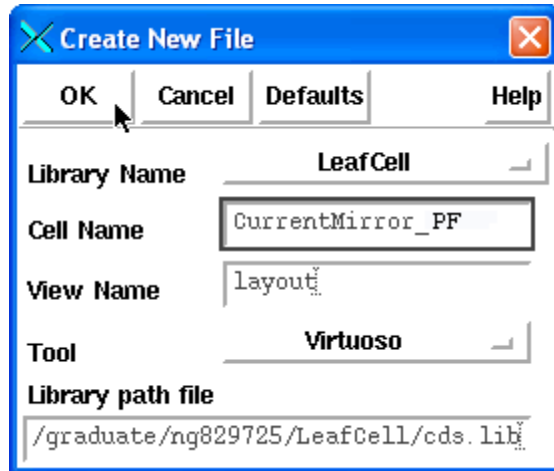 Create New File
OK Cancel Defaults Help
Library Name LeafCell
Cell Name CurrentMirror_PF
View Name layout
Tool Virtuoso
Library path file
/graduate/ng829725/LeafCell/cds.lib